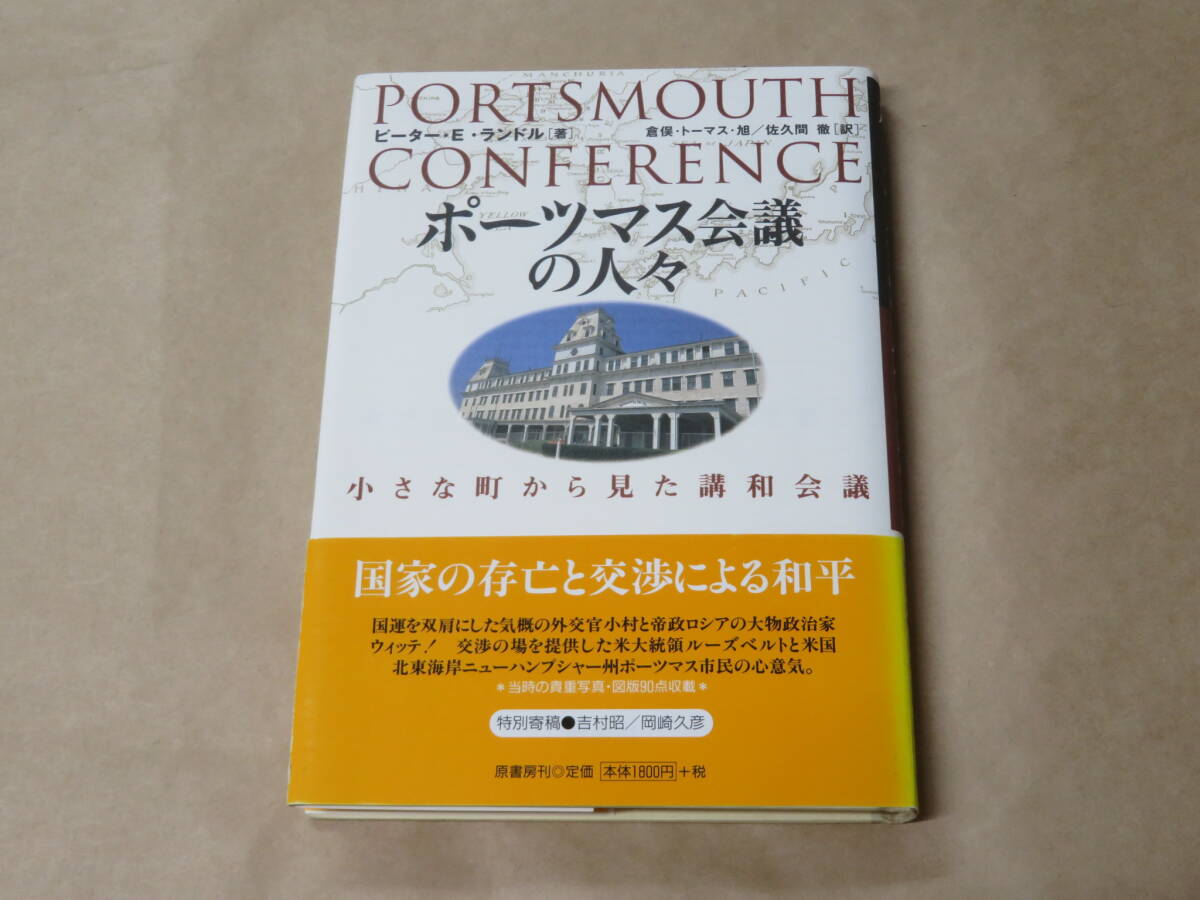 MANCHURIA
PORTSMOUTH
ピーター・E・ランドル[著]
倉俣・トーマス・旭／佐久間 徹[訳]
CONFERENCE
YELLOW
PACIFIC
ポーツマス会議
の人々
小さな町から見た講和会議
国家の存亡と交渉による和平
国運を双肩にした気概の外交官小村と帝政ロシアの大物政治家
ウィッテ! 交渉の場を提供した米大統領ルーズベルトと米国
北東海岸ニューハンプシャー州ポーツマス市民の心意気。
*当時の貴重写真・図版90点収載*
特別寄稿●吉村昭／岡崎久彦
原書房刊◎定価 本体1800円+税